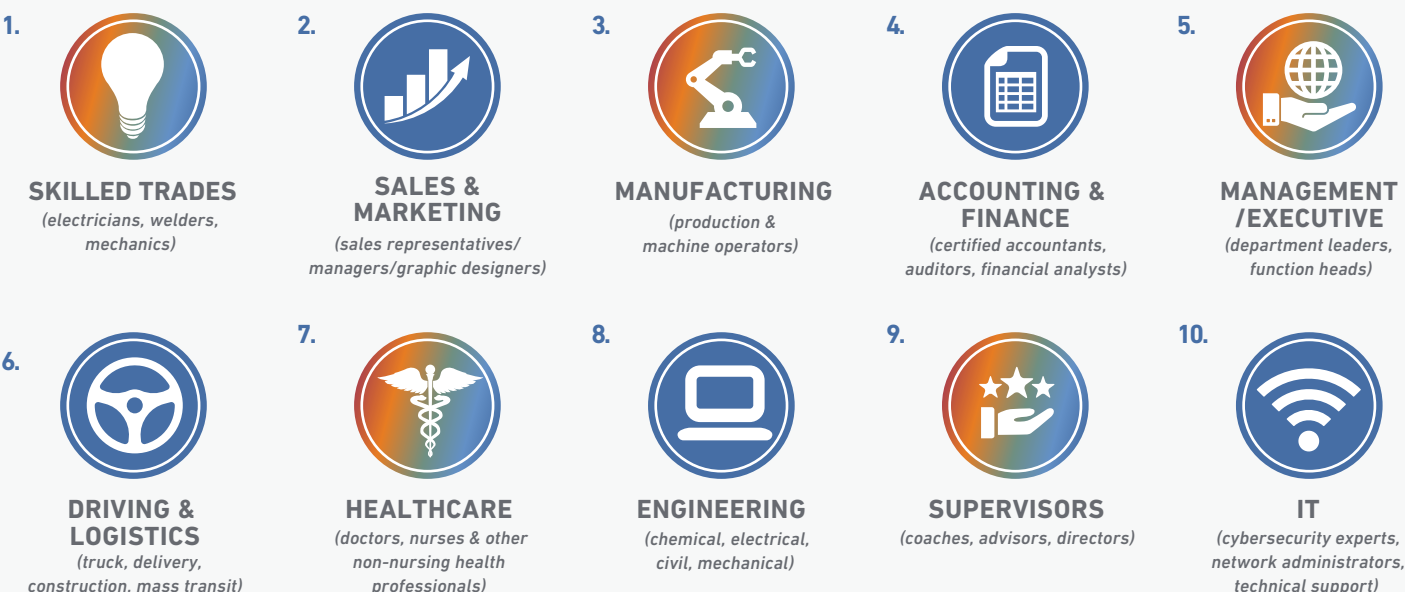 1.
SKILLED TRADES
(electricians, welders,
mechanics)
2.
SALES &
MARKETING
(sales representatives/
managers/graphic designers)
3.
MANUFACTURING
(production &
machine operators)
4.
ACCOUNTING &
FINANCE
(certified accountants,
auditors, financial analysts)
5.
MANAGEMENT
/EXECUTIVE
(department leaders,
function heads)
6.
DRIVING &
LOGISTICS
(truck, delivery,
construction, mass transit)
7.
HEALTHCARE
(doctors, nurses & other
non-nursing health
professionals)
8.
ENGINEERING
(chemical, electrical,
civil, mechanical)
9.
SUPERVISORS
(coaches, advisors, directors)
10.
IT
(cybersecurity experts,
network administrators,
technical support)